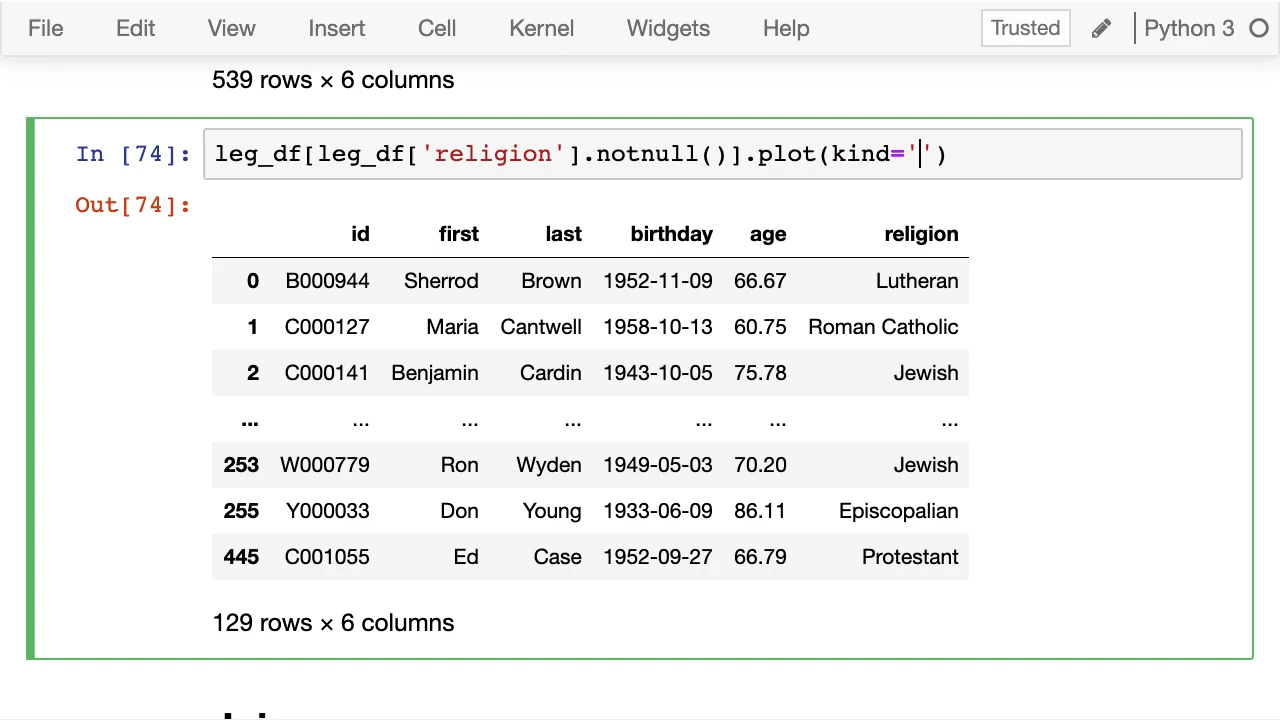 File Edit View Insert Cell Kernel Widgets Help Trusted Python 3
539 rows × 6 columns
In [74]: leg_df[leg_df['religion'].notnull()].plot(kind='')
Out[74]:
id first last birthday age religion
0 B000944 Sherrod Brown 1952-11-09 66.67 Lutheran
1 C000127 Maria Cantwell 1958-10-13 60.75 Roman Catholic
2 C000141 Benjamin Cardin 1943-10-05 75.78 Jewish
... ... ... ... ... ... ...
253 W000779 Ron Wyden 1949-05-03 70.20 Jewish
255 Y000033 Don Young 1933-06-09 86.11 Episcopalian
445 C001055 Ed Case 1952-09-27 66.79 Protestant
129 rows × 6 columns